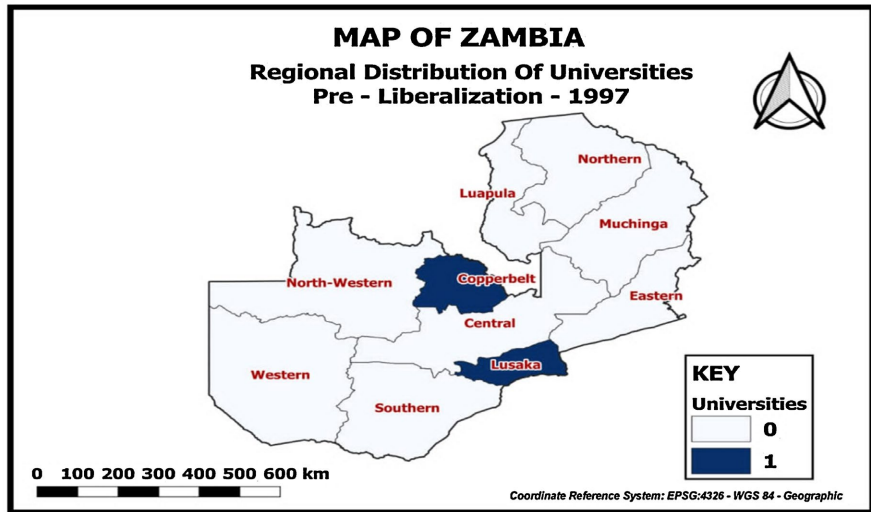 MAP OF ZAMBIA
Regional Distribution Of Universities
Pre - Liberalization - 1997
Northern
Luapula
Muchinga
Copperbelt
North-Western
Eastern
Central
Lusaka
Western
Southern
KEY
Universities
0
1
0 100 200 300 400 500 600 km
Coordinate Reference System: EPSG:4326 - WGS 84 - Geographic